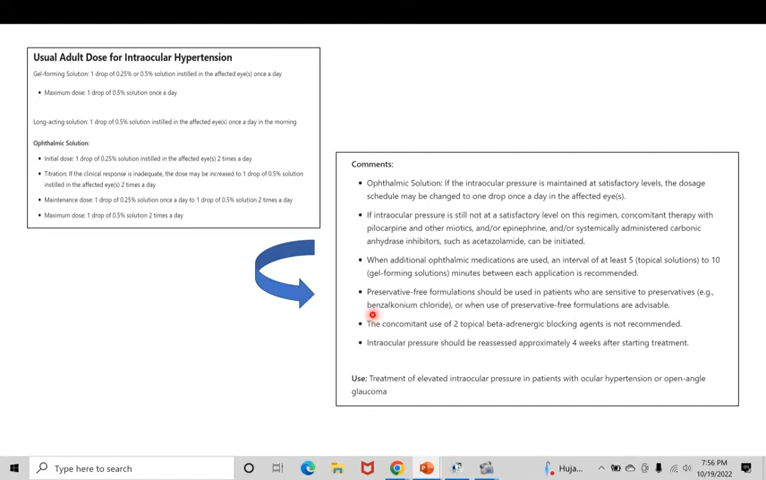 Usual Adult Dose for Intraocular Hypertension
Gel-forming Solution: 1 drop of 0.25% or 0.5% solution instilled in the affected eye(s) once a day
• Maximum dose: 1 drop of 0.5% solution once a day
Long-acting solution: 1 drop of 0.5% solution instilled in the affected eye(s) once a day in the morning
Ophthalmic Solution:
• Initial dose: 1 drop of 0.25% solution instilled in the affected eye(s) 2 times a day
• Titration: If the clinical response is inadequate, the dose may be increased to 1 drop of 0.5% solution
instilled in the affected eye(s) 2 times a day
• Maintenance dose: 1 drop of 0.25% solution once a day to 1 drop of 0.5% solution 2 times a day
• Maximum dose: 1 drop of 0.5% solution 2 times a day
Comments:
• Ophthalmic Solution: If the intraocular pressure is maintained at satisfactory levels, the dosage
schedule may be changed to one drop once a day in the affected eye(s).
• If intraocular pressure is still not at a satisfactory level on this regimen, concomitant therapy with
pilocarpine and other miotics, and/or epinephrine, and/or systemically administered carbonic
anhydrase inhibitors, such as acetazolamide, can be initiated.
• When additional ophthalmic medications are used, an interval of at least 5 (topical solutions) to 10
(gel-forming solutions) minutes between each application is recommended.
• Preservative-free formulations should be used in patients who are sensitive to preservatives (e.g.,
benzalkonium chloride), or when use of preservative-free formulations are advisable.
• The concomitant use of 2 topical beta-adrenergic blocking agents is not recommended.
• Intraocular pressure should be reassessed approximately 4 weeks after starting treatment.
Use: Treatment of elevated intraocular pressure in patients with ocular hypertension or open-angle
glaucoma
Type here to search
Huja...
7:56 PM
10/19/2022